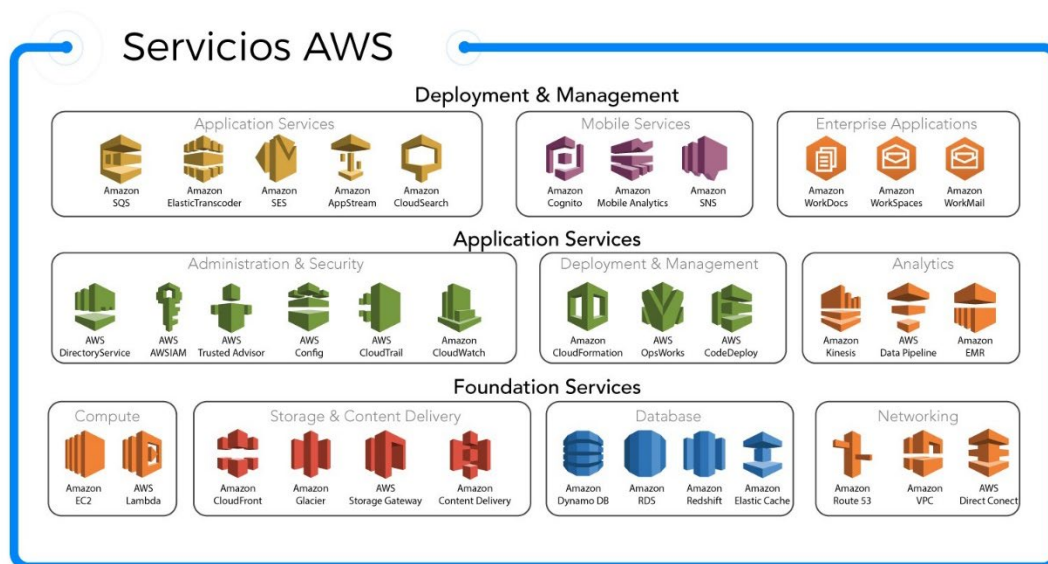 Servicios AWS
Deployment & Management
Application Services
Amazon
SQS
Amazon
ElasticTranscoder
Amazon
SES
Amazon
AppStream
Amazon
CloudSearch
Mobile Services
Amazon
Cognito
Amazon
Mobile Analytics
Amazon
SNS
Enterprise Applications
Amazon
WorkDocs
Amazon
WorkSpaces
Amazon
WorkMail
Application Services
Administration & Security
AWS
DirectoryService
AWS
AWSIAM
AWS
Trusted Advisor
AWS
Config
AWS
CloudTrail
Amazon
CloudWatch
Deployment & Management
Amazon
CloudFormation
AWS
OpsWorks
AWS
CodeDeploy
Analytics
Amazon
Kinesis
AWS
Data Pipeline
Amazon
EMR
Foundation Services
Compute
Amazon
EC2
AWS
Lambda
Storage & Content Delivery
Amazon
CloudFront
Amazon
Glacier
AWS
Storage Gateway
Amazon
Content Delivery
Database
Amazon
Dynamo DB
Amazon
RDS
Amazon
Redshift
Amazon
Elastic Cache
Networking
Amazon
Route 53
Amazon
VPC
AWS
Direct Conect